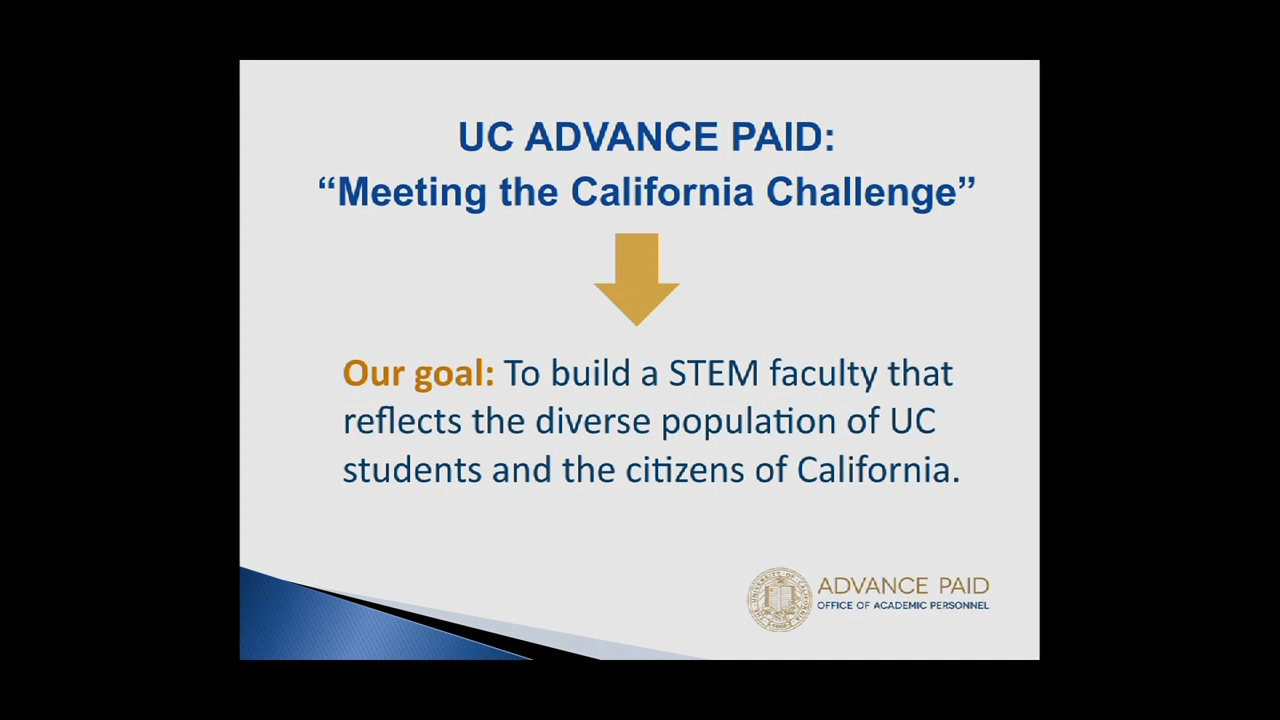 UC ADVANCE PAID:
“Meeting the California Challenge”
Our goal: To build a STEM faculty that
reflects the diverse population of UC
students and the citizens of California.
ADVANCE PAID
OFFICE OF ACADEMIC PERSONNEL